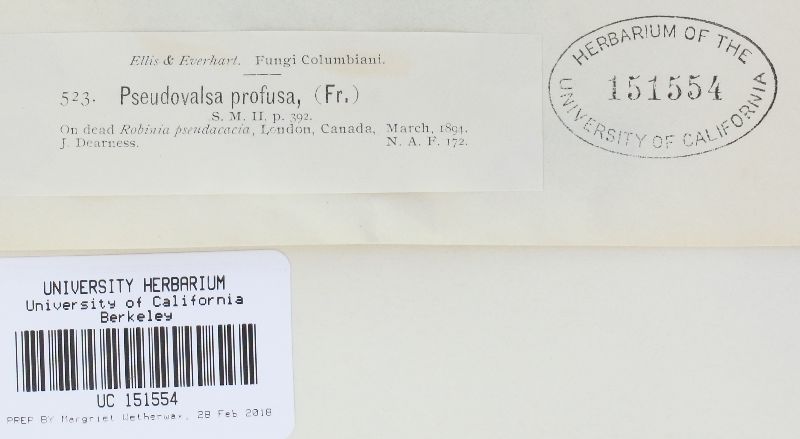 Ellis & Everhart. Fungi Columbiani.
523. Pseudovalsa profusa, (Fr.)
S. M. II, p. 392.
On dead Robinia pseudacacia, London, Canada, March, 1894.
J. Dearness. N. A. F. 172.
HERBARIUM OF THE
151554
UNIVERSITY OF CALIFORNIA
UNIVERSITY HERBARIUM
University of California
Berkeley
UC 151554
PREP BY Margriet Wetherwax, 28 Feb 2018